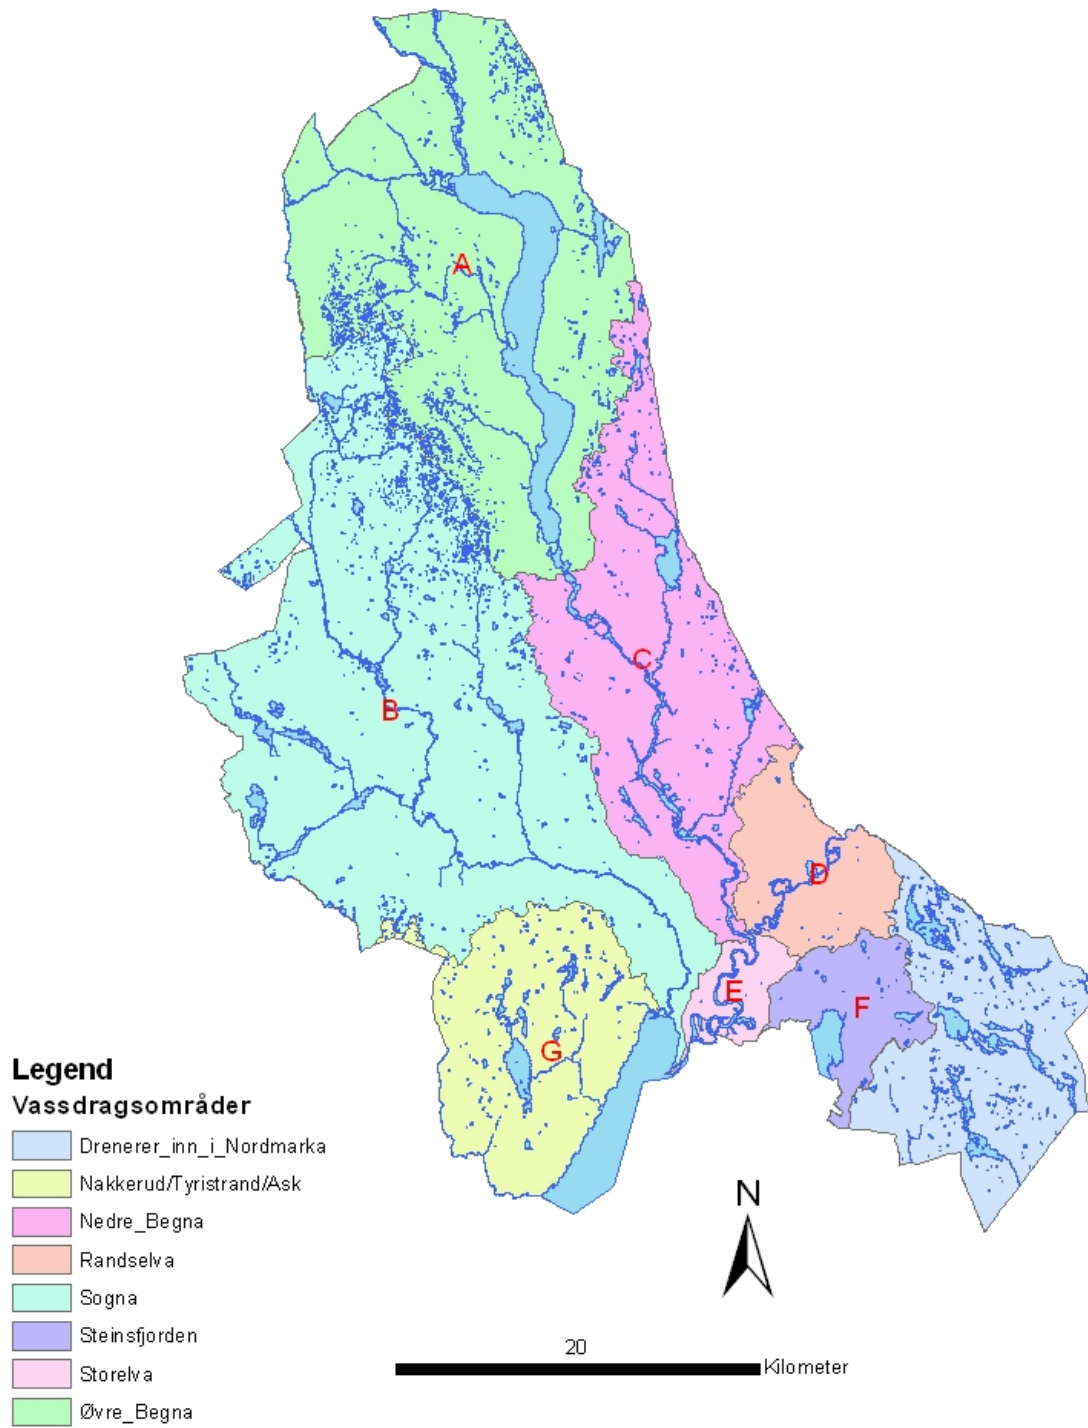 A
C
B
D
E
F
G
Legend
Vassdragsområder
Drenerer_inn_i_Nordmarka
Nakkerud/Tyristrand/Ask
Nedre_Begna
Randselva
Sogna
Steinsfjorden
Storelva
Øvre_Begna
N
20
Kilometer